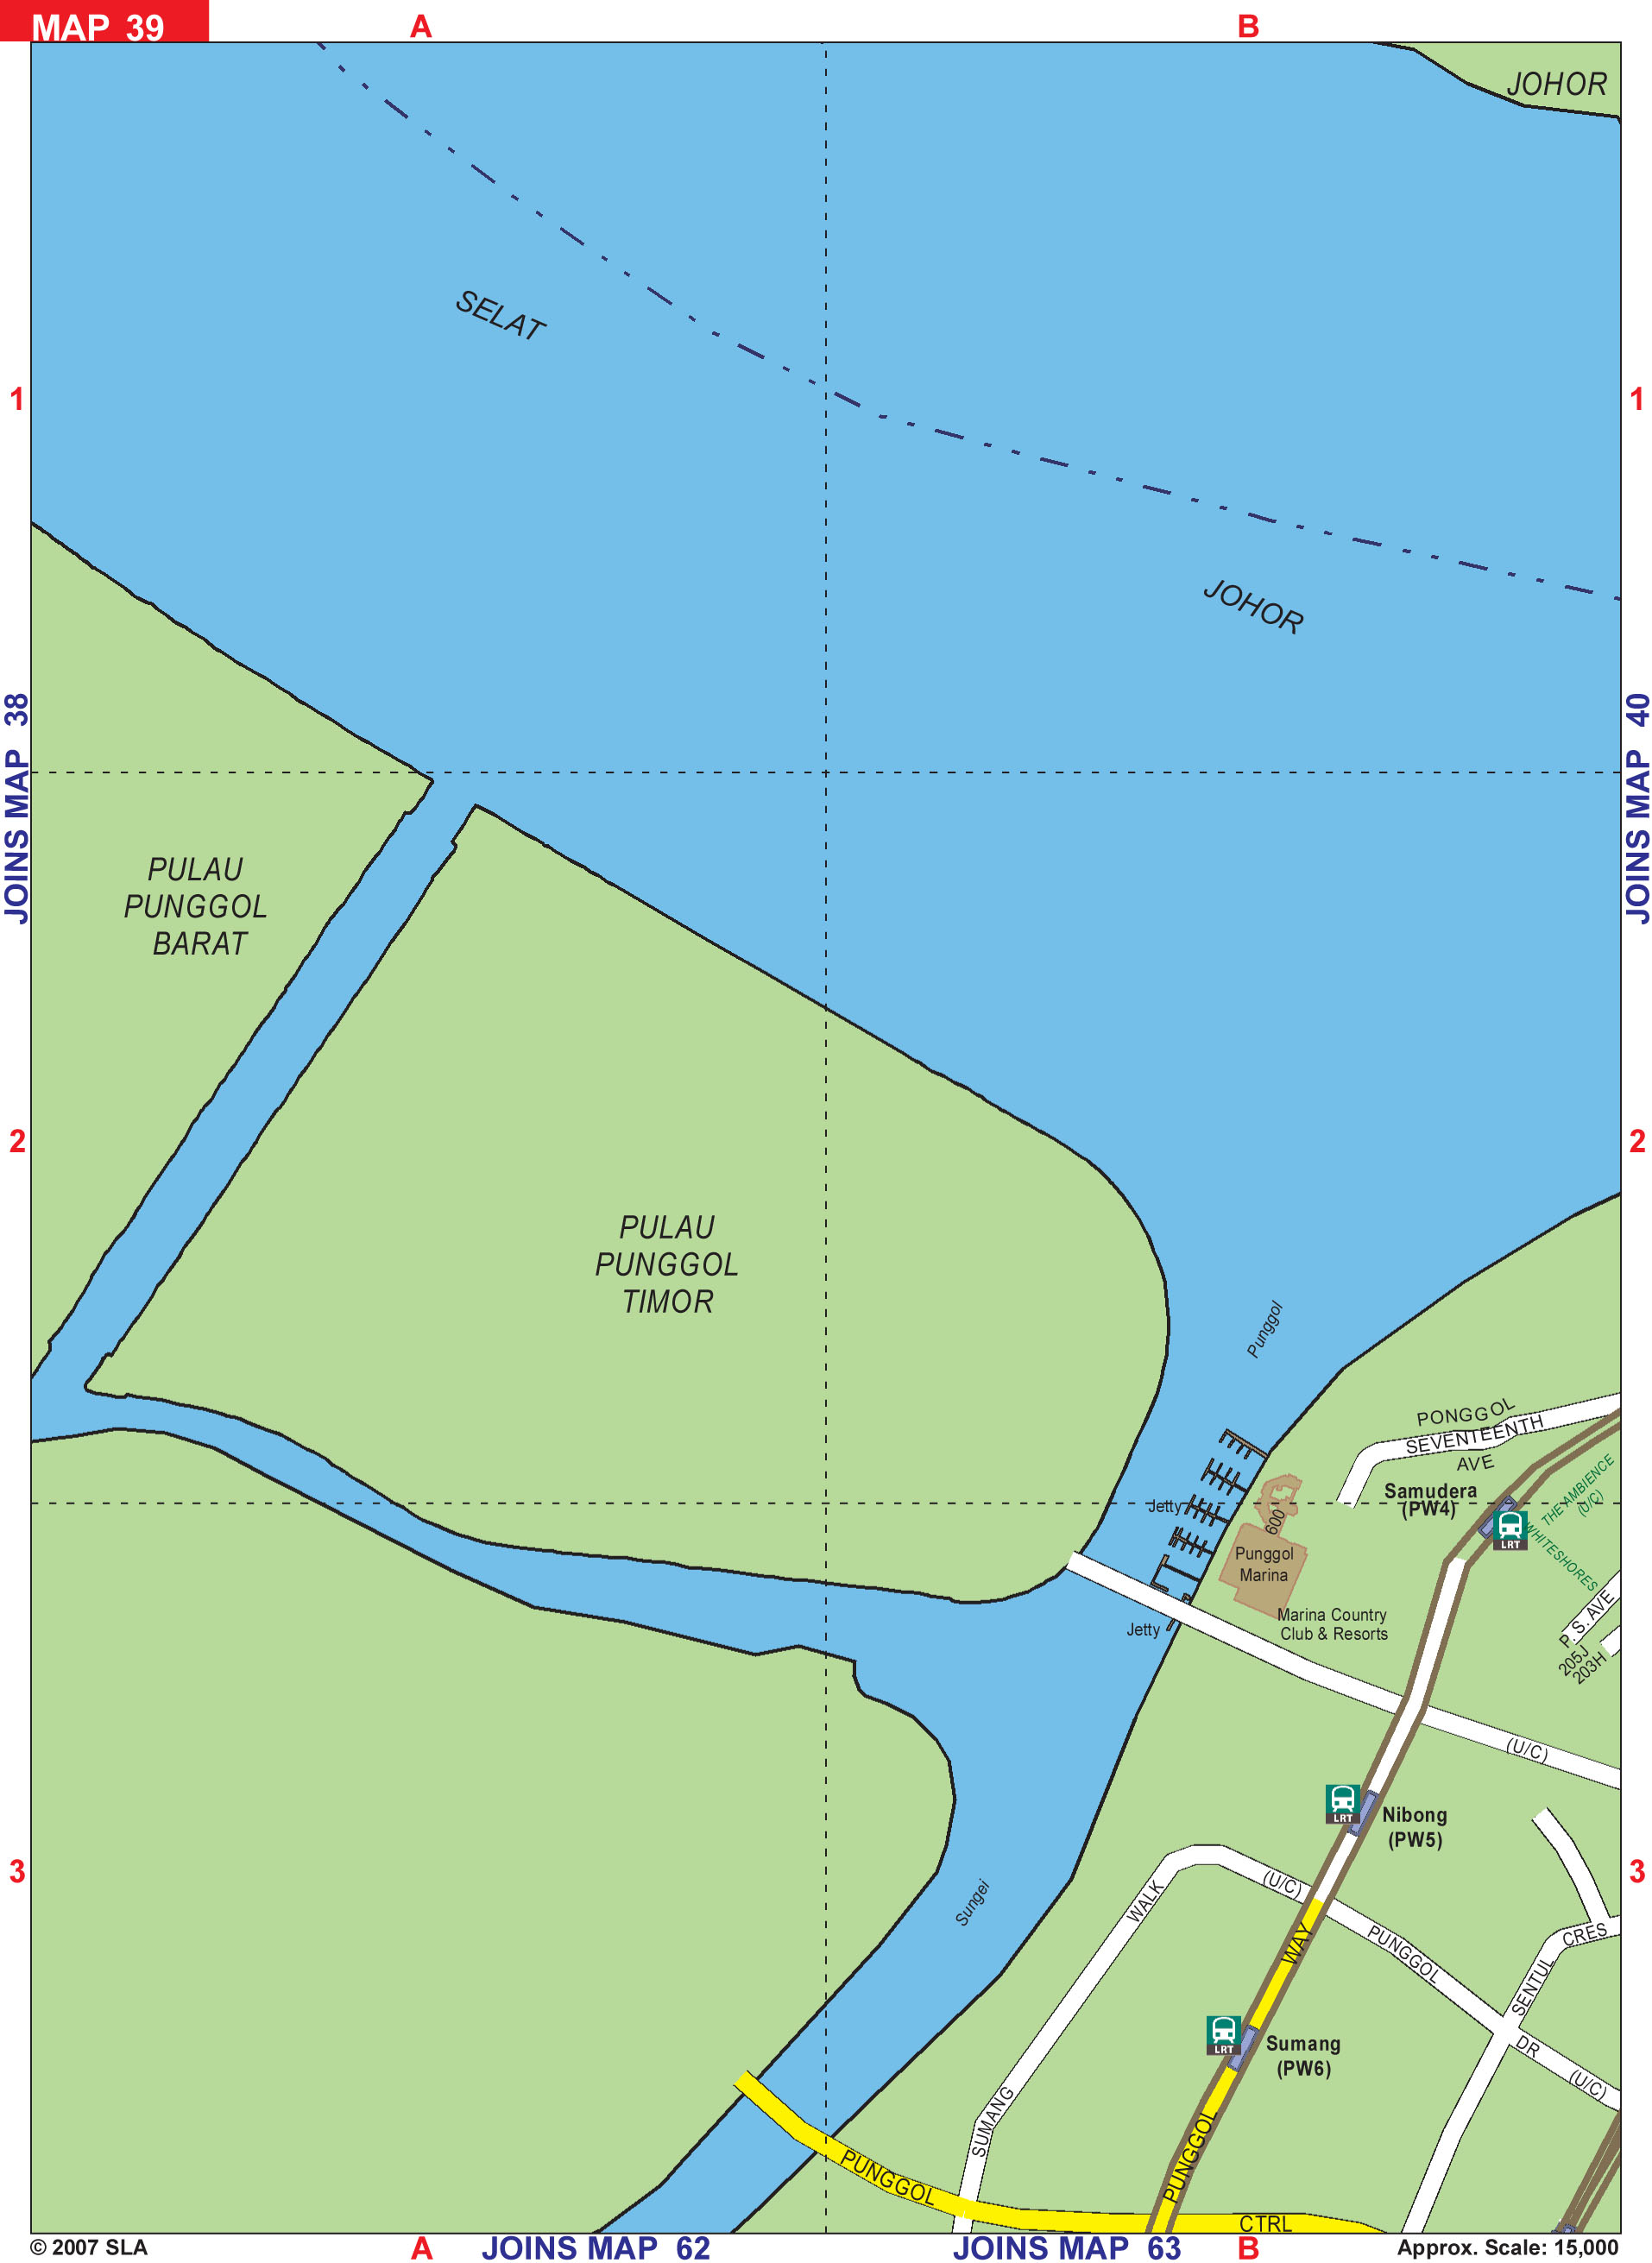 MAP 39
A
B
JOHOR
SELAT
1
1
JOHOR
JOINS MAP 38
JOINS MAP 40
PULAU
PUNGGOL
BARAT
2
2
PULAU
PUNGGOL
TIMOR
Punggol
PONGGOL
SEVENTEENTH
AVE
Samudera
(PW4)
LRT
THE AMBIENCE
(U/C)
WHITESHORES
Jetty
600
Punggol
Marina
Marina Country
Club & Resorts
Jetty
P. S. AVE
205J
203H
(U/C)
LRT
Nibong
(PW5)
3
3
Sungei
WALK
(U/C)
WAY
PUNGGOL
CRES
SENTUL
LRT
Sumang
(PW6)
DR
(U/C)
SUMANG
PUNGGOL
PUNGGOL
CTRL
© 2007 SLA
A
JOINS MAP 62
JOINS MAP 63
B
Approx. Scale: 15,000